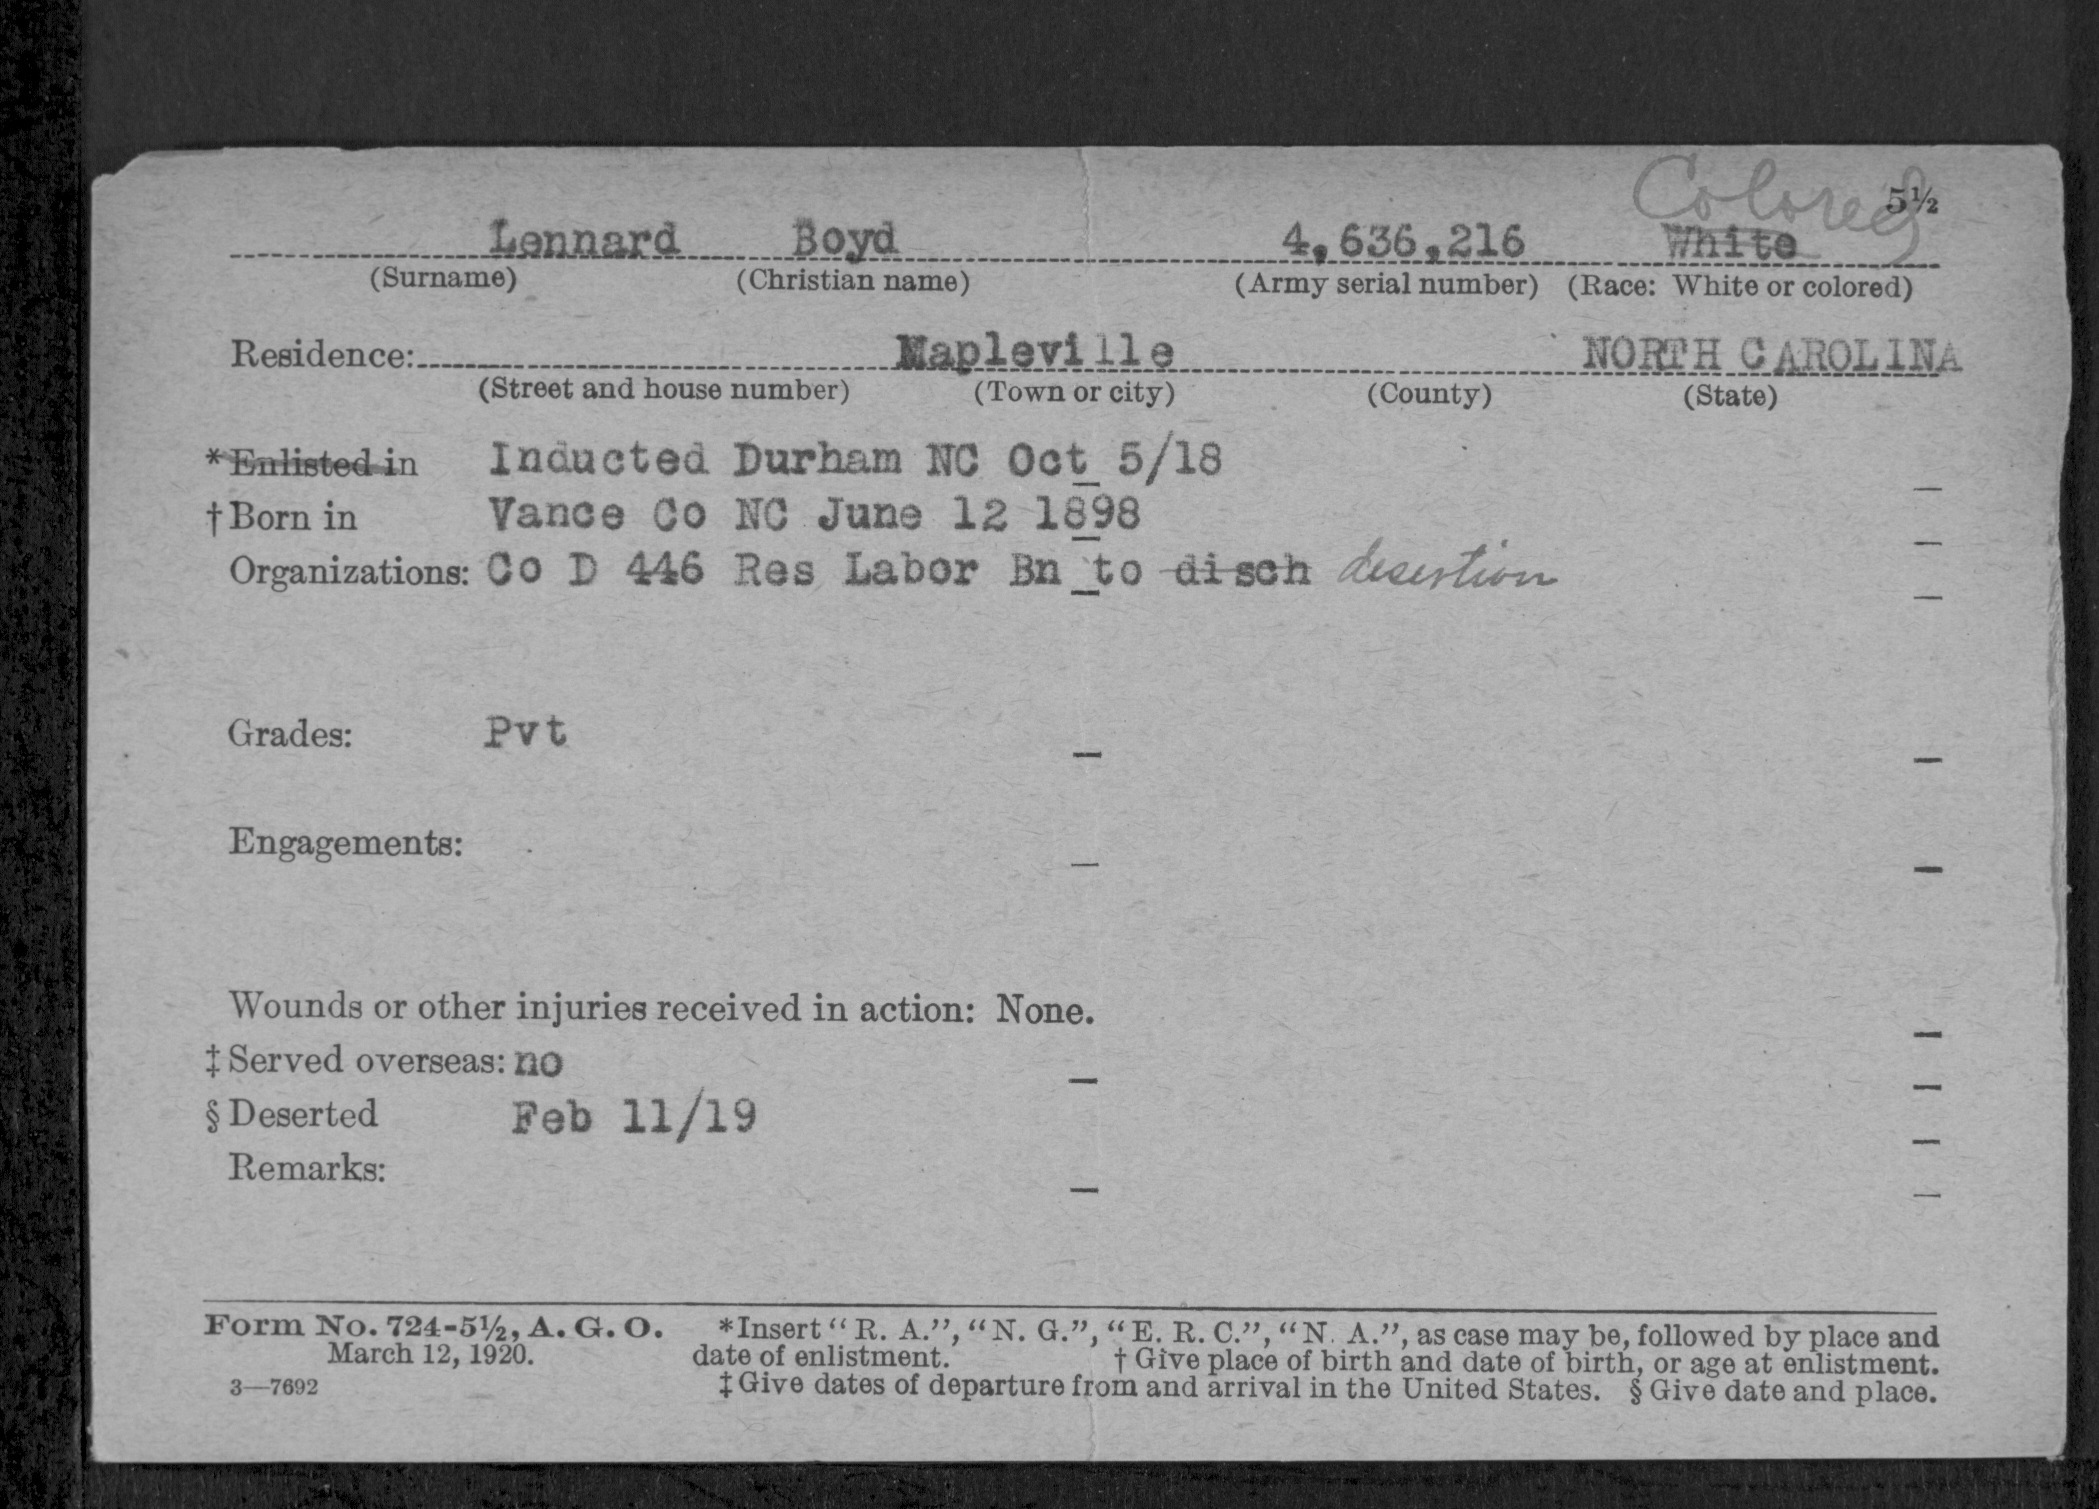 Colored 5½
Lennard Boyd 4,636,216 White
(Surname) (Christian name) (Army serial number) (Race: White or colored)
Residence: Mapleville NORTH CAROLINA
(Street and house number) (Town or city) (County) (State)
*Enlisted in Inducted Durham NC Oct 5/18
†Born in Vance Co NC June 12 1898
Organizations: Co D 446 Res Labor Bn to disch desertion
Grades: Pvt
Engagements:
Wounds or other injuries received in action: None.
‡Served overseas: no
§Deserted Feb 11/19
Remarks:
Form No. 724-5½, A. G. O. *Insert "R. A.", "N. G.", "E. R. C.", "N. A.", as case may be, followed by place and
March 12, 1920. date of enlistment. †Give place of birth and date of birth, or age at enlistment.
3—7692 ‡Give dates of departure from and arrival in the United States. §Give date and place.